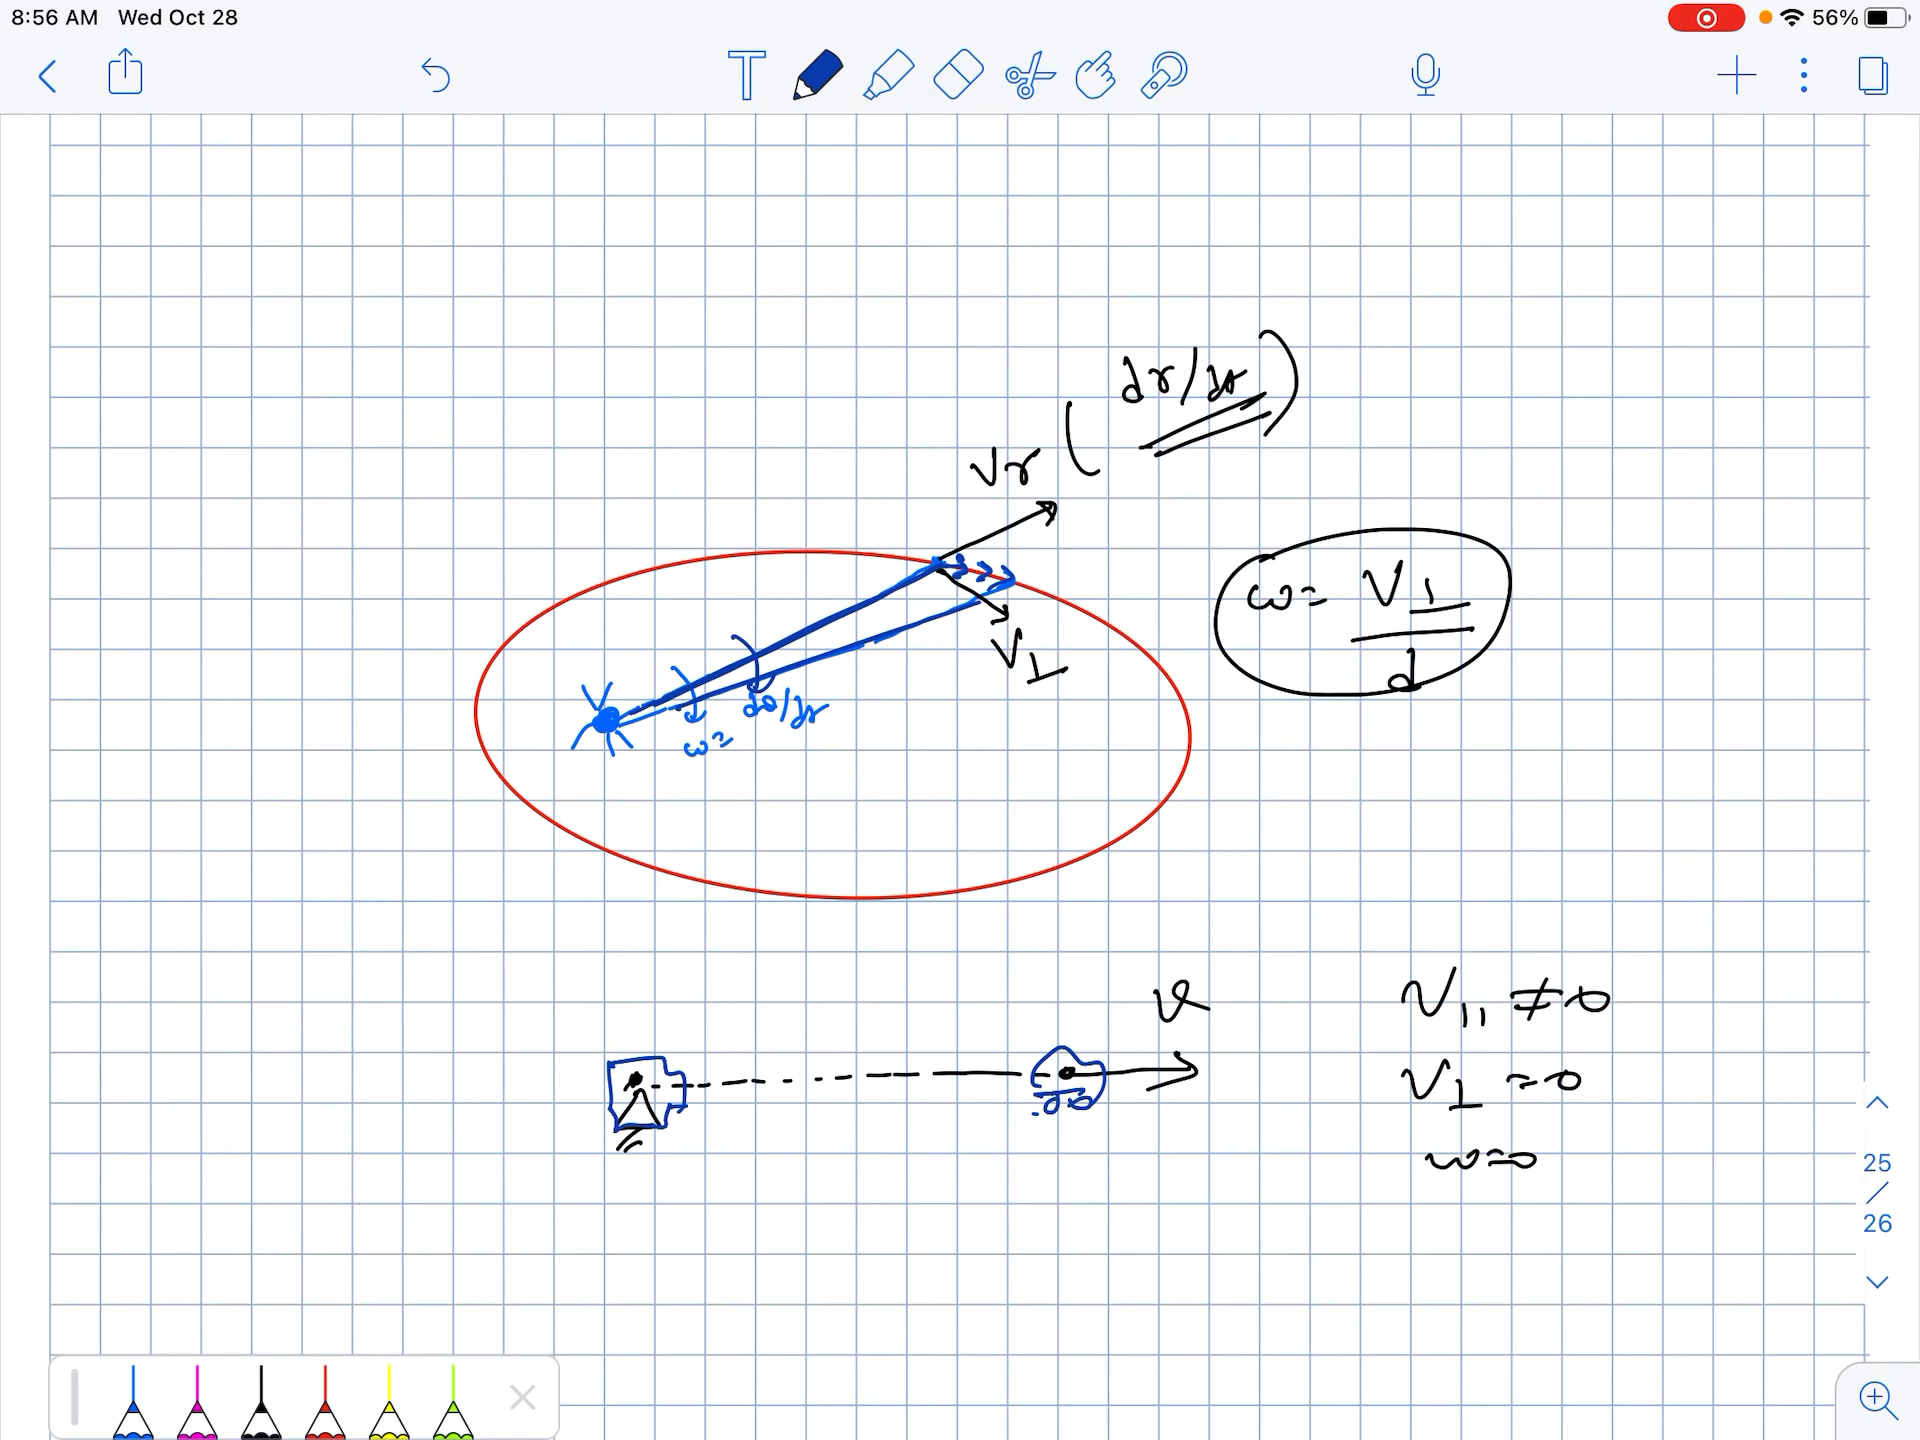 8:56 AM Wed Oct 28
56%
T
Vr (dr/dt)
ω = V⊥ / d
V⊥
dθ/dt
ω =
v
V∥ ≠ 0
V⊥ = 0
ω = 0
25
/
26